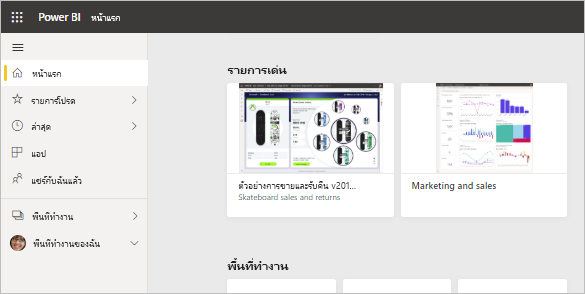 Power BI หน้าแรก
หน้าแรก
รายการโปรด
ล่าสุด
แอป
แชร์กับฉันแล้ว
พื้นที่ทำงาน
พื้นที่ทำงานของฉัน
รายการเด่น
ตัวอย่างการขายและรับคืน v201...
Skateboard sales and returns
Marketing and sales
พื้นที่ทำงาน